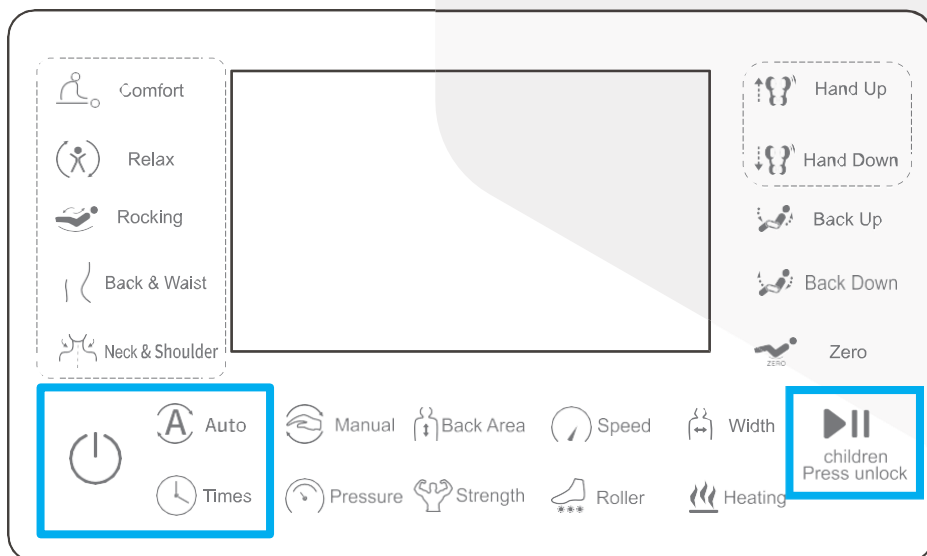 Comfort
Relax
Rocking
Back & Waist
Neck & Shoulder
Hand Up
Hand Down
Back Up
Back Down
ZERO
Zero
A Auto
Manual
Back Area
Speed
Width
children
Press unlock
Times
Pressure
Strength
Roller
Heating